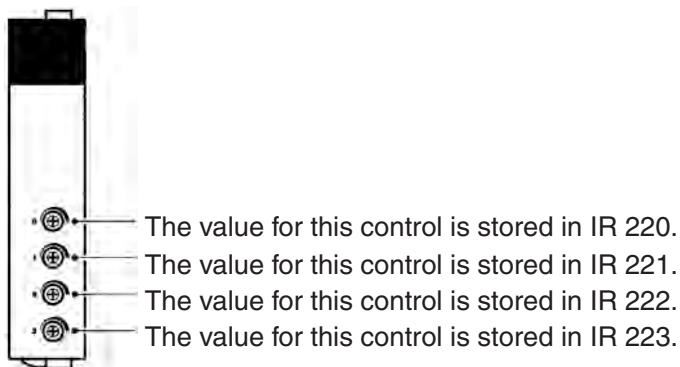 The value for this control is stored in IR 220.
The value for this control is stored in IR 221.
The value for this control is stored in IR 222.
The value for this control is stored in IR 223.